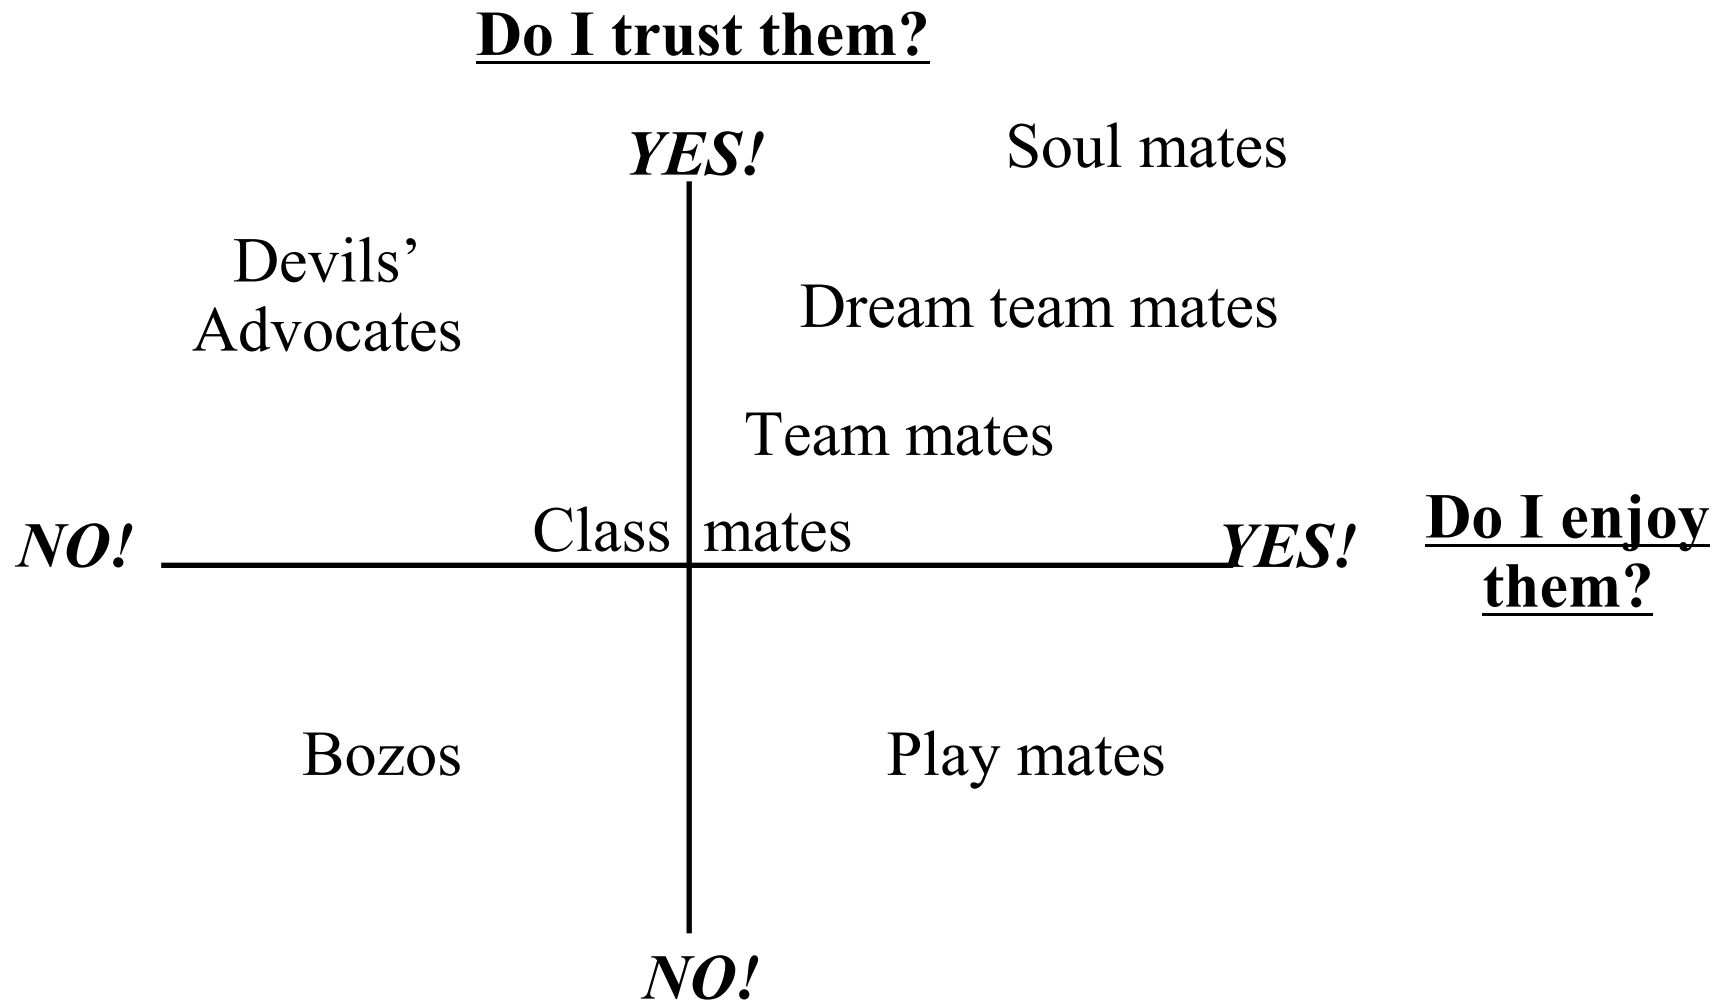 Do I trust them?
YES!
Soul mates
Devils’
Advocates
Dream team mates
Team mates
NO!
Class mates
YES!
Do I enjoy
them?
Bozos
Play mates
NO!